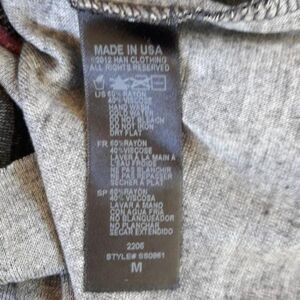 MADE IN USA
©2012 HAN CLOTHING
ALL RIGHTS RESERVED
US 60% RAYON
40% VISCOSE
HAND WASH
COLD WATER
DO NOT BLEACH
DO NOT IRON
DRY FLAT
FR 60% RAYON
40% VISCOSE
LAVER À LA MAIN À
L'EAU FROIDE
NE PAS BLANCHIR
NE PAS REPASSER
SÉCHER À PLAT
SP 60% RAYON
40% VISCOSA
LAVAR A MANO
CON AGUA FRIA
NO BLANQUEADOR
NO PLANCHAR
SECAR EXTENDIDO
2206
STYLE#
M